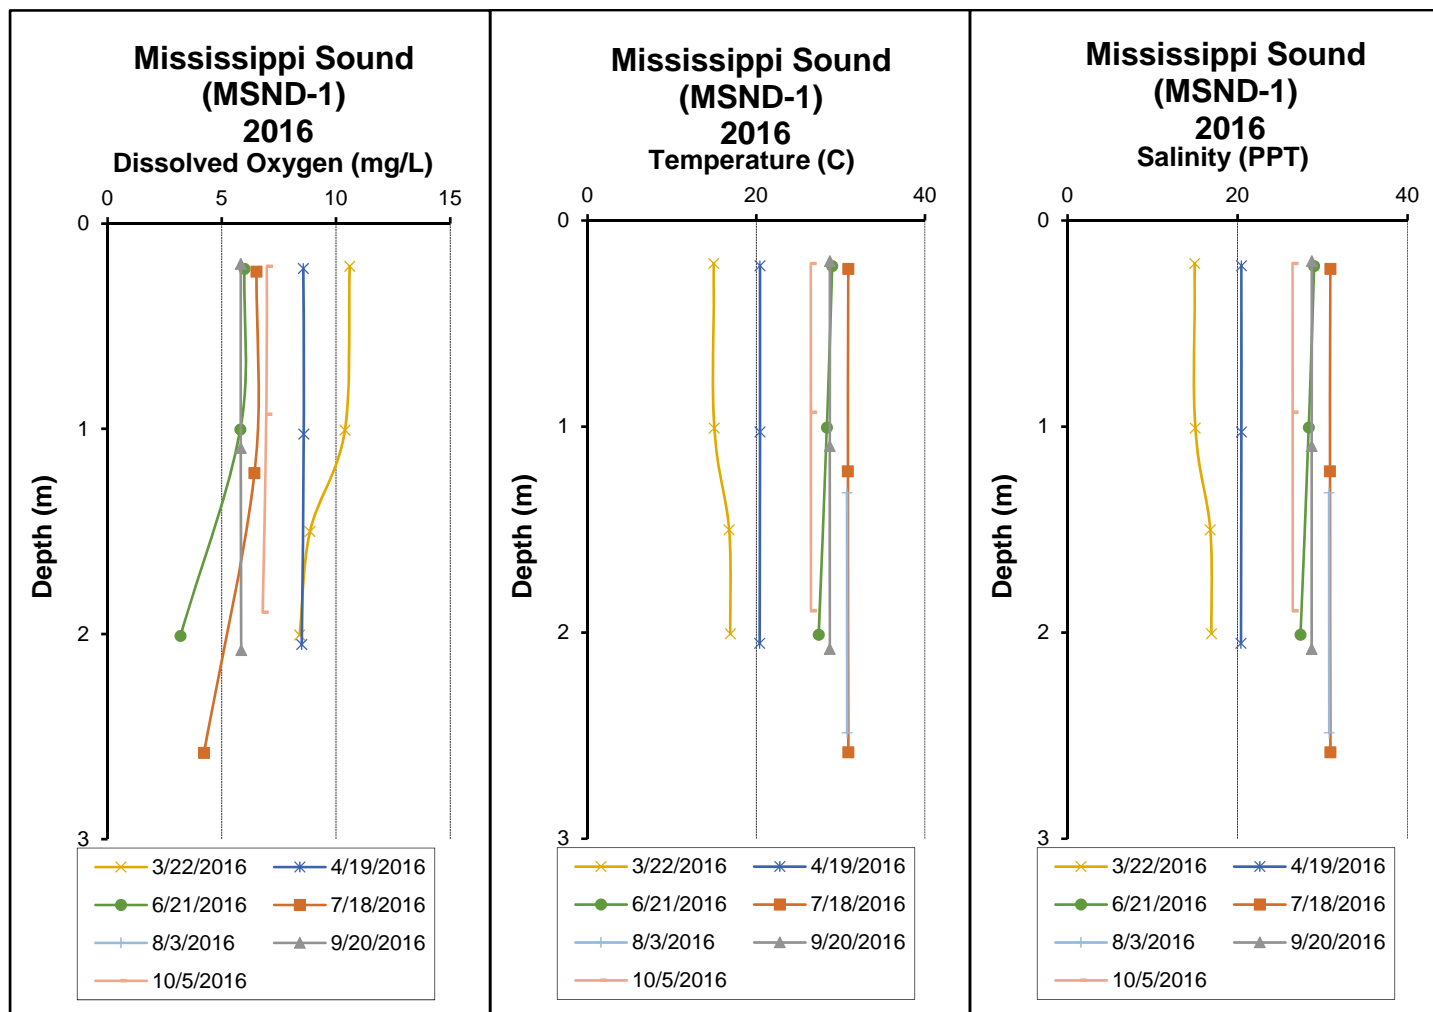 Mississippi Sound
(MSND-1)
2016
Dissolved Oxygen (mg/L)
0 5 10 15
0
1
2
3
Depth (m)
3/22/2016 4/19/2016
6/21/2016 7/18/2016
8/3/2016 9/20/2016
10/5/2016
Mississippi Sound
(MSND-1)
2016
Temperature (C)
0 20 40
0
1
2
3
Depth (m)
3/22/2016 4/19/2016
6/21/2016 7/18/2016
8/3/2016 9/20/2016
10/5/2016
Mississippi Sound
(MSND-1)
2016
Salinity (PPT)
0 20 40
0
1
2
3
Depth (m)
3/22/2016 4/19/2016
6/21/2016 7/18/2016
8/3/2016 9/20/2016
10/5/2016